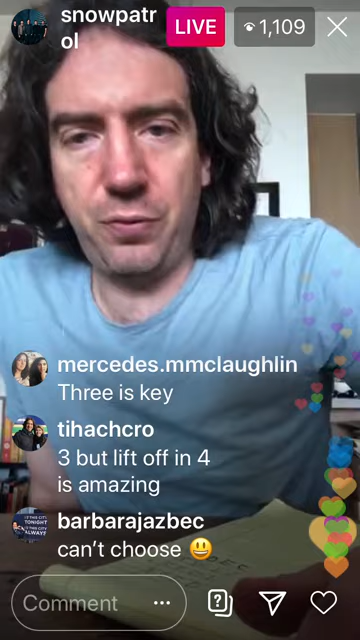 snowpatr
ol
LIVE
1,109
mercedes.mmclaughlin
Three is key
tihachcro
3 but lift off in 4
is amazing
barbarajazbec
can't choose 😃
Comment